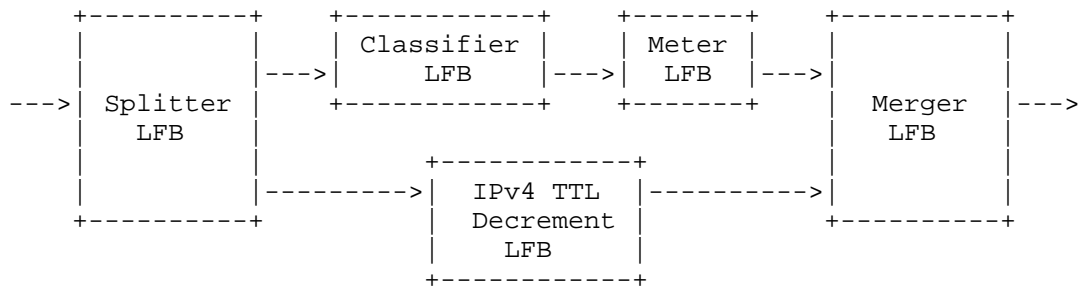 Classifier Meter
LFB LFB
Splitter Merger
LFB LFB
IPv4 TTL
Decrement
LFB